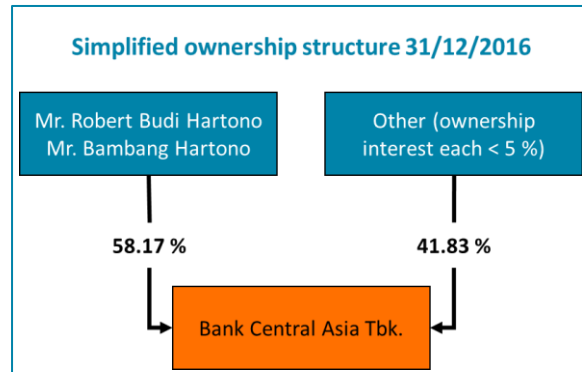 Simplified ownership structure 31/12/2016
Mr. Robert Budi Hartono
Mr. Bambang Hartono
Other (ownership
interest each < 5 %)
58.17 %
41.83 %
Bank Central Asia Tbk.